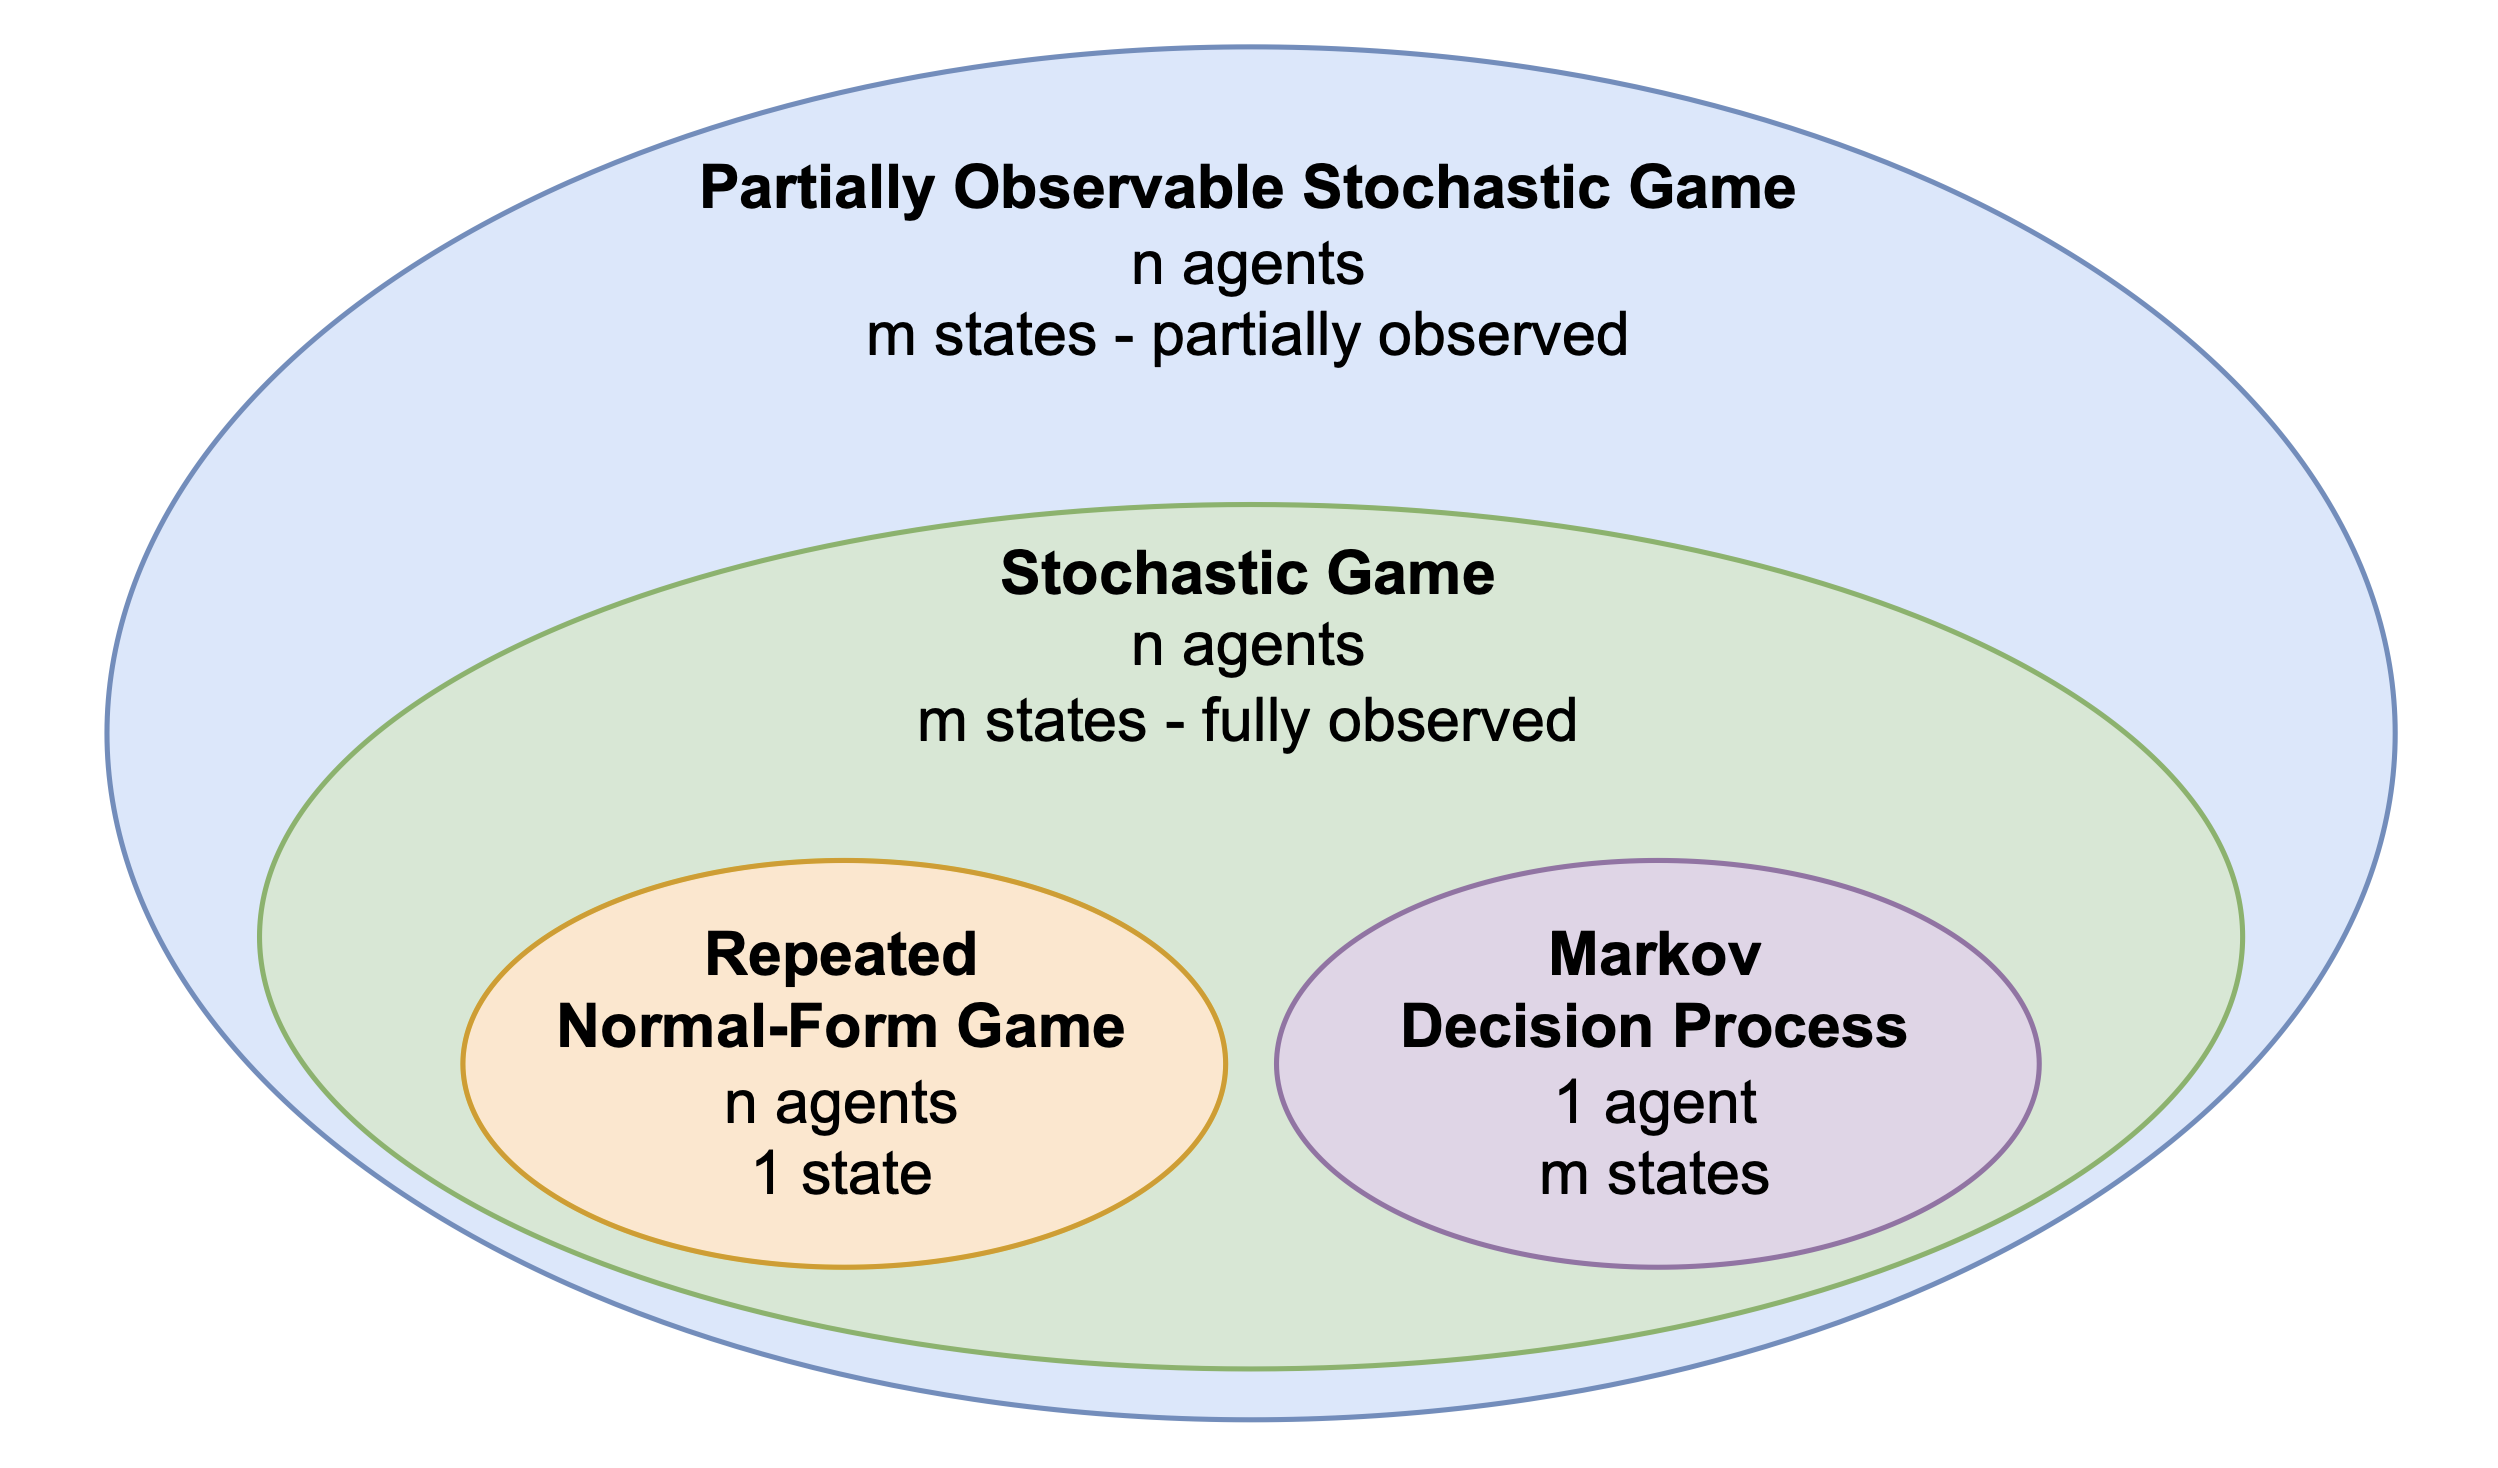 Partially Observable Stochastic Game
n agents
m states - partially observed
Stochastic Game
n agents
m states - fully observed
Repeated
Normal-Form Game
n agents
1 state
Markov
Decision Process
1 agent
m states